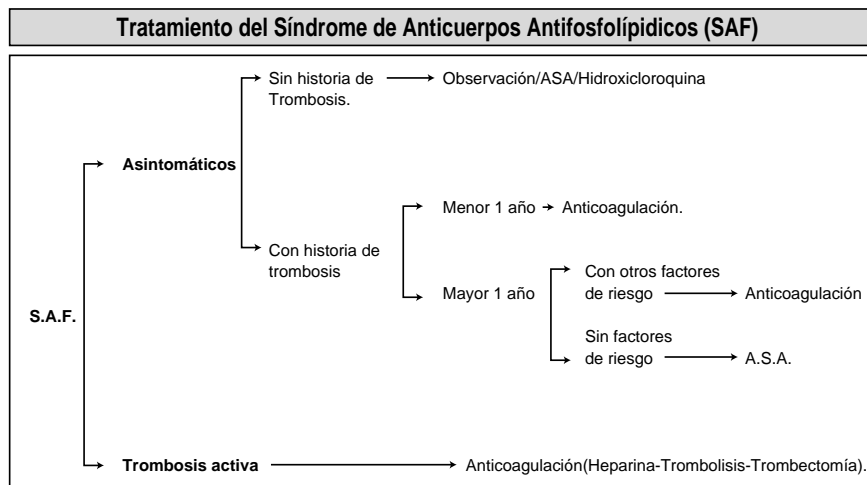 Tratamiento del Síndrome de Anticuerpos Antifosfolípidicos (SAF)
Sin historia de
Trombosis.
Observación/ASA/Hidroxicloroquina
Asintomáticos
Con historia de
trombosis
Menor 1 año
Anticoagulación.
Mayor 1 año
Con otros factores
de riesgo
Anticoagulación
Sin factores
de riesgo
A.S.A.
S.A.F.
Trombosis activa
Anticoagulación(Heparina-Trombolisis-Trombectomía).